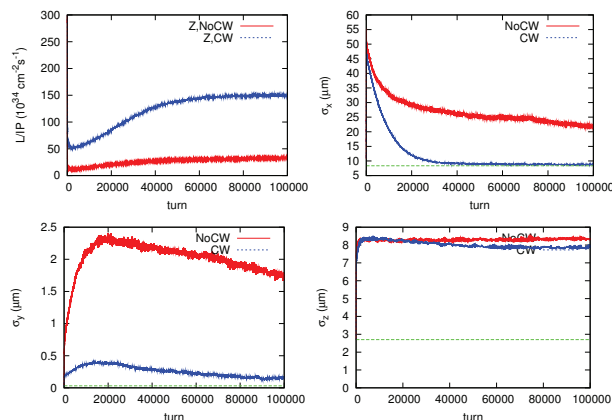 300
250
200
150
100
50
0
L/IP (10³⁴ cm⁻²s⁻¹)
Z,NoCW
Z,CW
0 20000 40000 60000 80000 100000
turn
60
55
50
45
40
35
30
25
20
15
10
5
σx (µm)
NoCW
CW
0 20000 40000 60000 80000 100000
turn
2.5
2
1.5
1
0.5
0
σy (µm)
NoCW
CW
0 20000 40000 60000 80000 100000
turn
9
8
7
6
5
4
3
2
1
0
σz (µm)
NoCW
CW
0 20000 40000 60000 80000 100000
turn